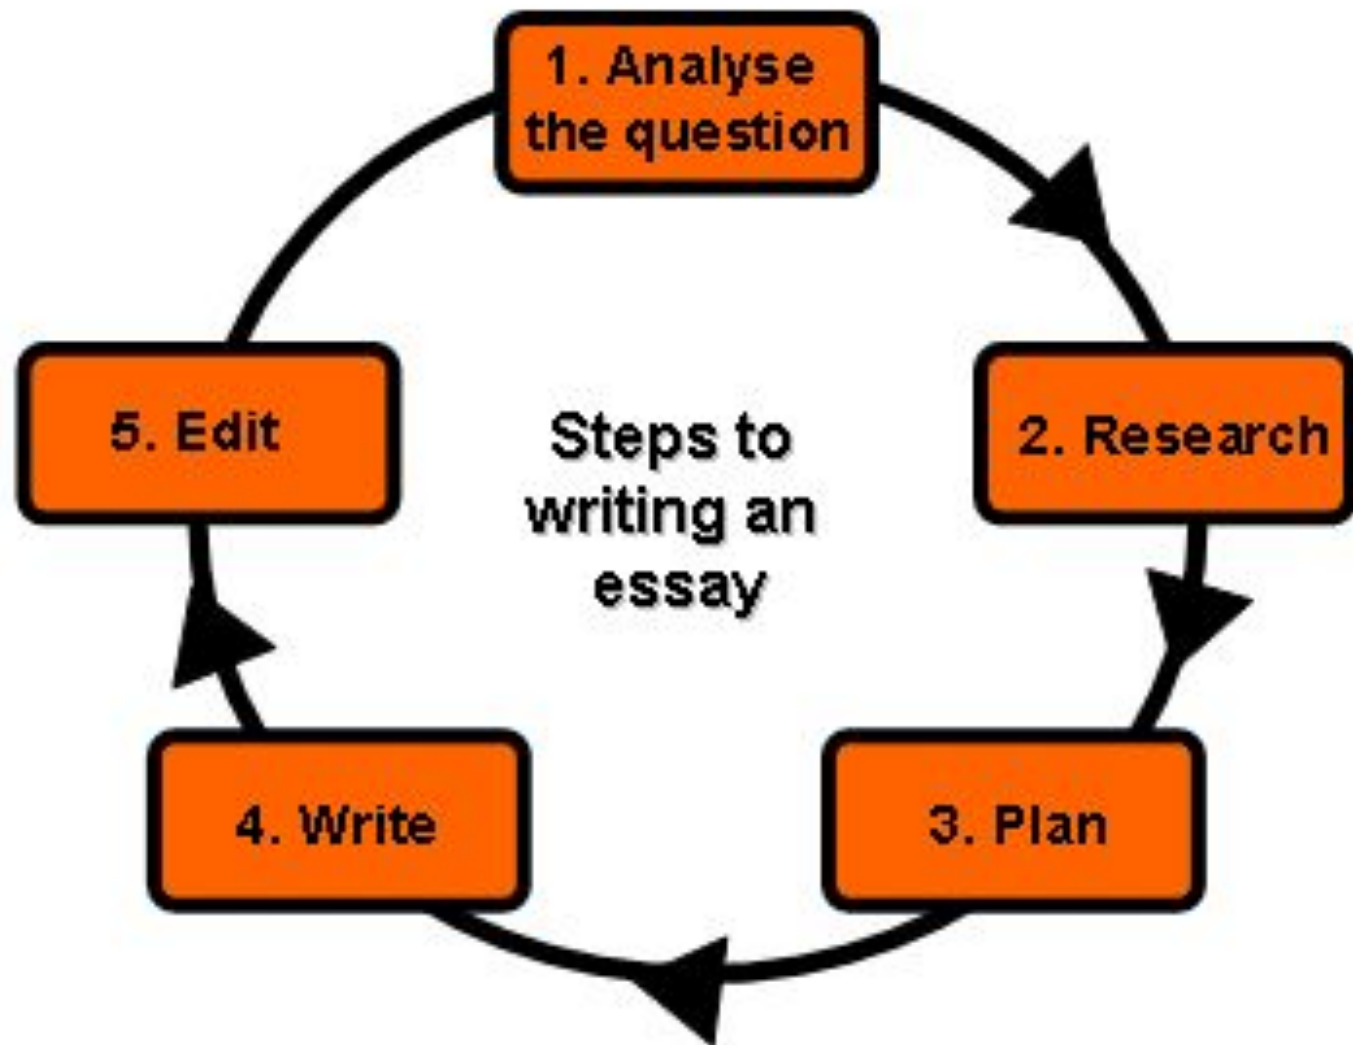 1. Analyse
the question
2. Research
3. Plan
4. Write
5. Edit
Steps to
writing an
essay